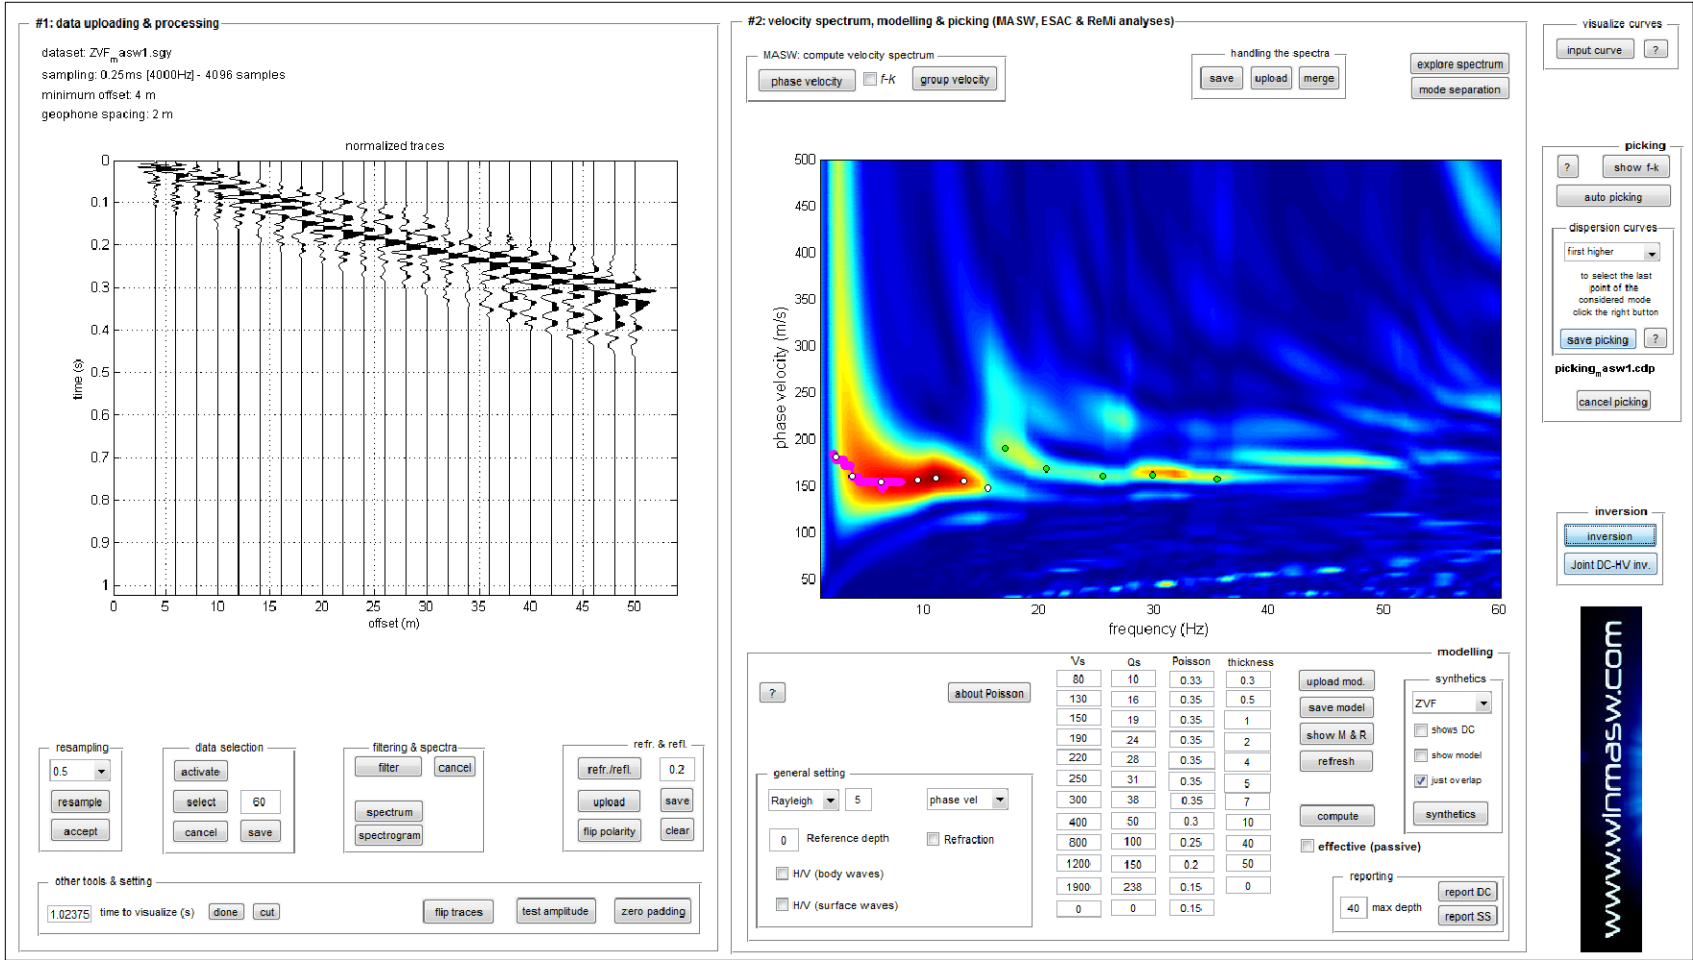 #1: data uploading & processing
dataset: ZVF_masw1.sgy
sampling: 0.25ms [4000Hz] - 4096 samples
minimum offset: 4 m
geophone spacing: 2 m
normalized traces
0
0.1
0.2
0.3
0.4
0.5
0.6
0.7
0.8
0.9
1
time (s)
0 5 10 15 20 25 30 35 40 45 50
offset (m)
resampling
0.5
resample
accept
data selection
activate
select 60
cancel save
filtering & spectra
filter cancel
spectrum
spectrogram
refr. & refl.
refr./refl. 0.2
upload save
flip polarity clear
other tools & setting
1.02375 time to visualize (s) done cut flip traces test amplitude zero padding
#2: velocity spectrum, modelling & picking (MASW, ESAC & ReMi analyses)
MASW: compute velocity spectrum
phase velocity f-k group velocity
handling the spectra
save upload merge
explore spectrum
mode separation
500
450
400
350
300
250
200
150
100
50
phase velocity (m/s)
10 20 30 40 50 60
frequency (Hz)
modelling
? about Poisson
general setting
Rayleigh 5 phase vel
0 Reference depth Refraction
H/V (body waves)
H/V (surface waves)
Vs Qs Poisson thickness
80 10 0.33 0.3
130 16 0.35 0.5
150 19 0.35 1
190 24 0.35 2
220 28 0.35 4
250 31 0.35 5
300 38 0.35 7
400 50 0.3 10
800 100 0.25 40
1200 150 0.2 50
1900 238 0.15 0
0 0 0.15
upload mod.
save model
show M & R
refresh
compute
effective (passive)
synthetics
ZVF
shows DC
show model
just overlap
synthetics
reporting
40 max depth report DC
report SS
visualize curves
input curve ?
picking
? show f-k
auto picking
dispersion curves
first higher
to select the last
point of the
considered mode
click the right button
save picking ?
picking_masw1.cdp
cancel picking
inversion
inversion
Joint DC-HV inv.
www.winmasw.com